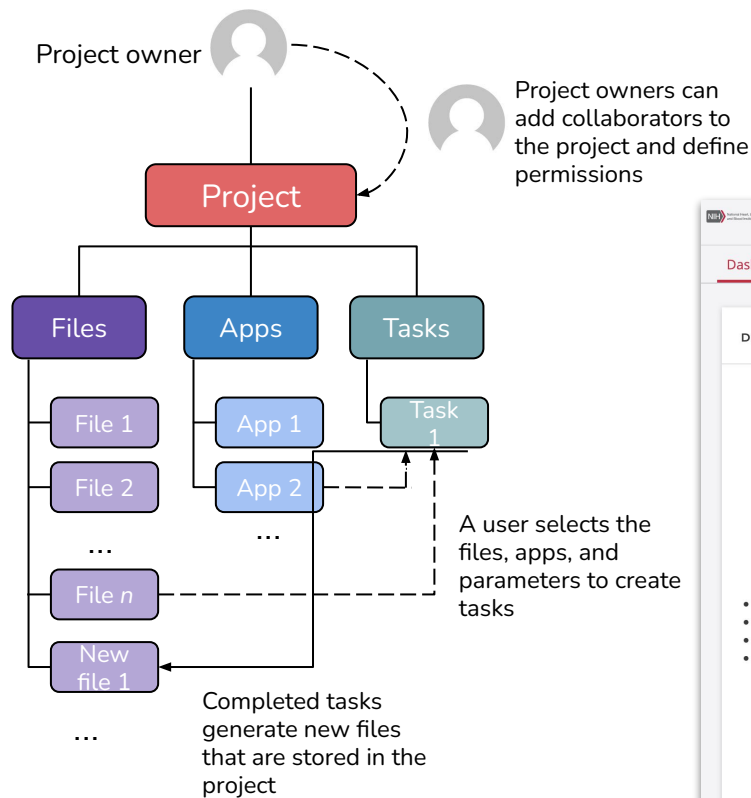 Project owner
Project owners can
add collaborators to
the project and define
permissions
Project
NIH
Das
Files
Apps
Tasks
D
File 1
App 1
Task
1
File 2
App 2
...
...
A user selects the
files, apps, and
parameters to create
tasks
File n
New
file 1
Completed tasks
generate new files
that are stored in the
project
...